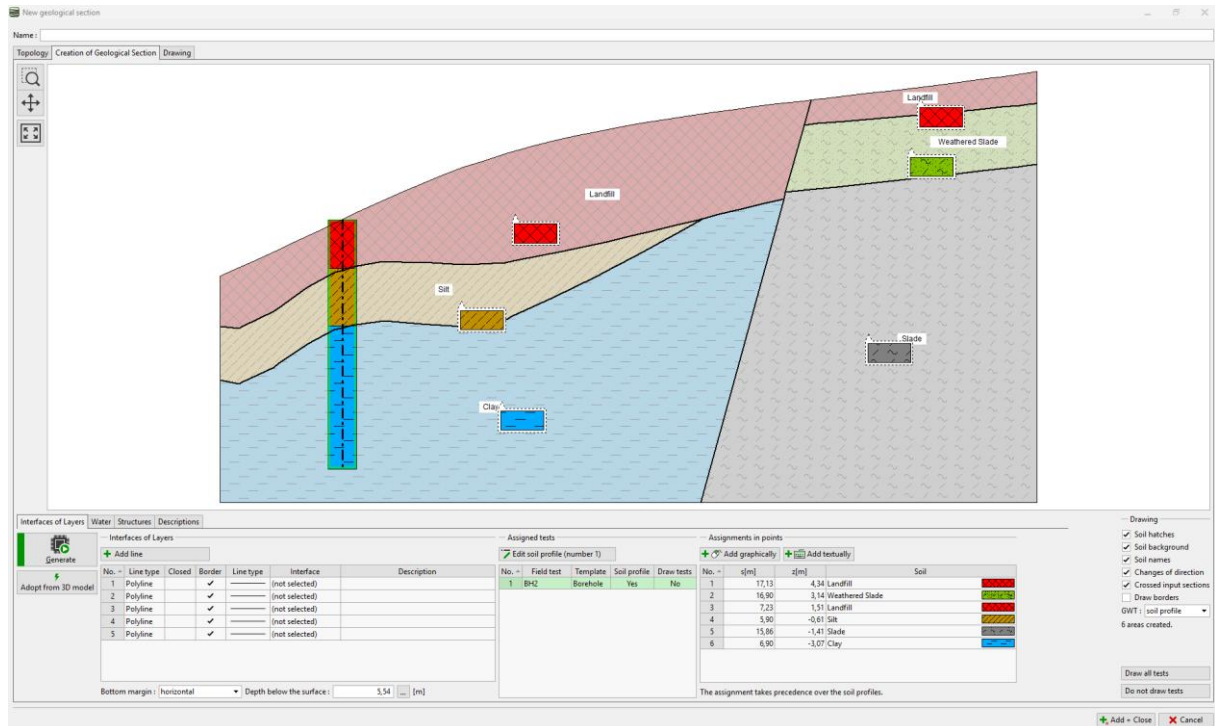 New geological section
Name :
Topology Creation of Geological Section Drawing
Landfill
Weathered Slade
Landfill
Silt
Slade
Clay
Interfaces of Layers Water Structures Descriptions
Generate
Adopt from 3D model
Interfaces of Layers
Add line
No. Line type Closed Border Line type Interface Description
1 Polyline (not selected)
2 Polyline (not selected)
3 Polyline (not selected)
4 Polyline (not selected)
5 Polyline (not selected)
Bottom margin : horizontal Depth below the surface : 5,54 ... [m]
Assigned tests
Edit soil profile (number 1)
No. Field test Template Soil profile Draw tests
1 BH2 Borehole Yes No
Assignments in points
Add graphically Add textually
No. s[m] z[m] Soil
1 17,13 4,34 Landfill
2 16,90 3,14 Weathered Slade
3 7,23 1,51 Landfill
4 5,90 -0,61 Silt
5 15,86 -1,41 Slade
6 6,90 -3,07 Clay
The assignment takes precedence over the soil profiles.
Drawing
Soil hatches
Soil background
Soil names
Changes of direction
Crossed input sections
Draw borders
GWT : soil profile
6 areas created.
Draw all tests
Do not draw tests
Add + Close Cancel